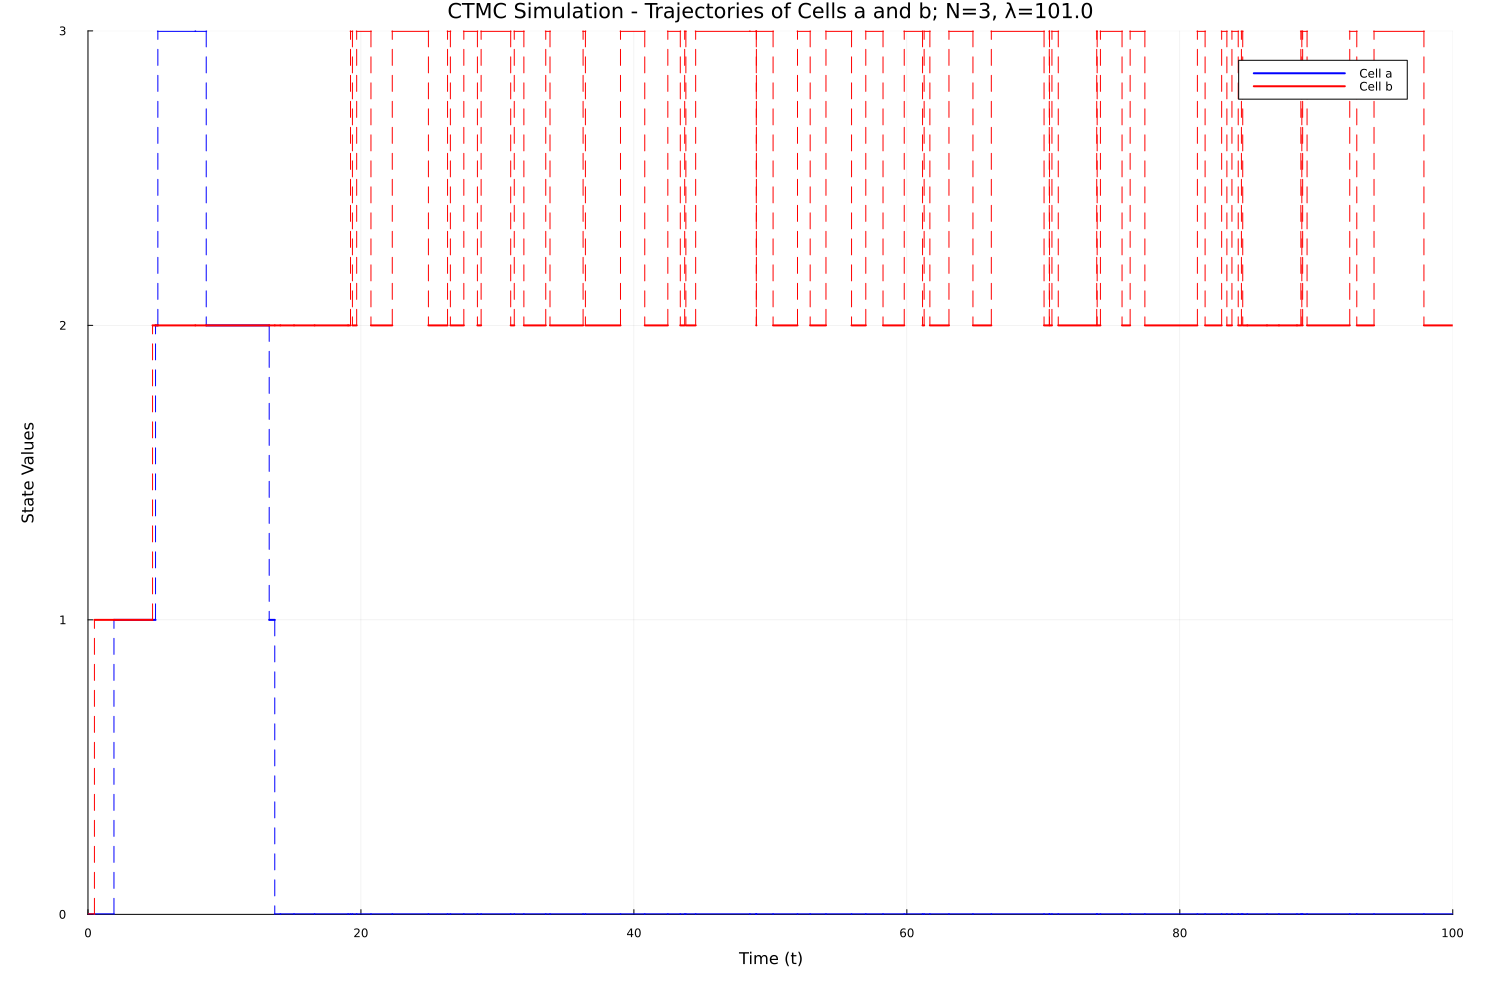 CTMC Simulation - Trajectories of Cells a and b; N=3, λ=101.0
3
Cell a
Cell b
2
State Values
1
0
0 20 40 60 80 100
Time (t)